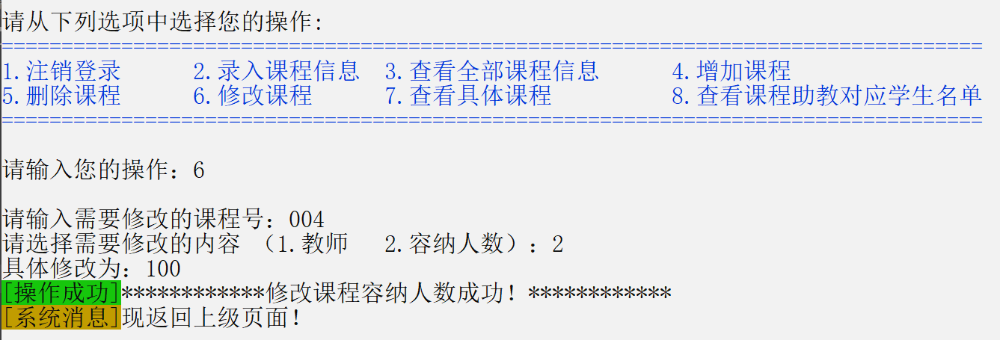 请从下列选项中选择您的操作:
==================================================================================
1.注销登录 2.录入课程信息 3.查看全部课程信息 4.增加课程
5.删除课程 6.修改课程 7.查看具体课程 8.查看课程助教对应学生名单
==================================================================================
请输入您的操作：6
请输入需要修改的课程号：004
请选择需要修改的内容 （1.教师 2.容纳人数）：2
具体修改为：100
[操作成功]************修改课程容纳人数成功！************
[系统消息]现返回上级页面！